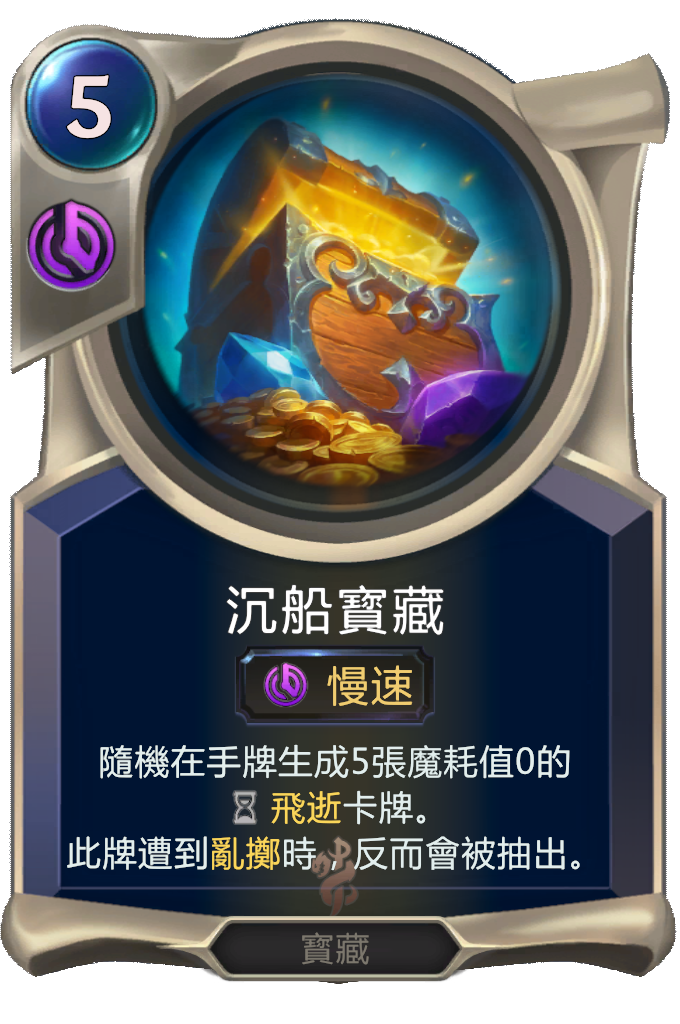 5
沉船寶藏
慢速
隨機在手牌生成5張魔耗值0的
飛逝卡牌。
此牌遭到亂擲時，反而會被抽出。
寶藏